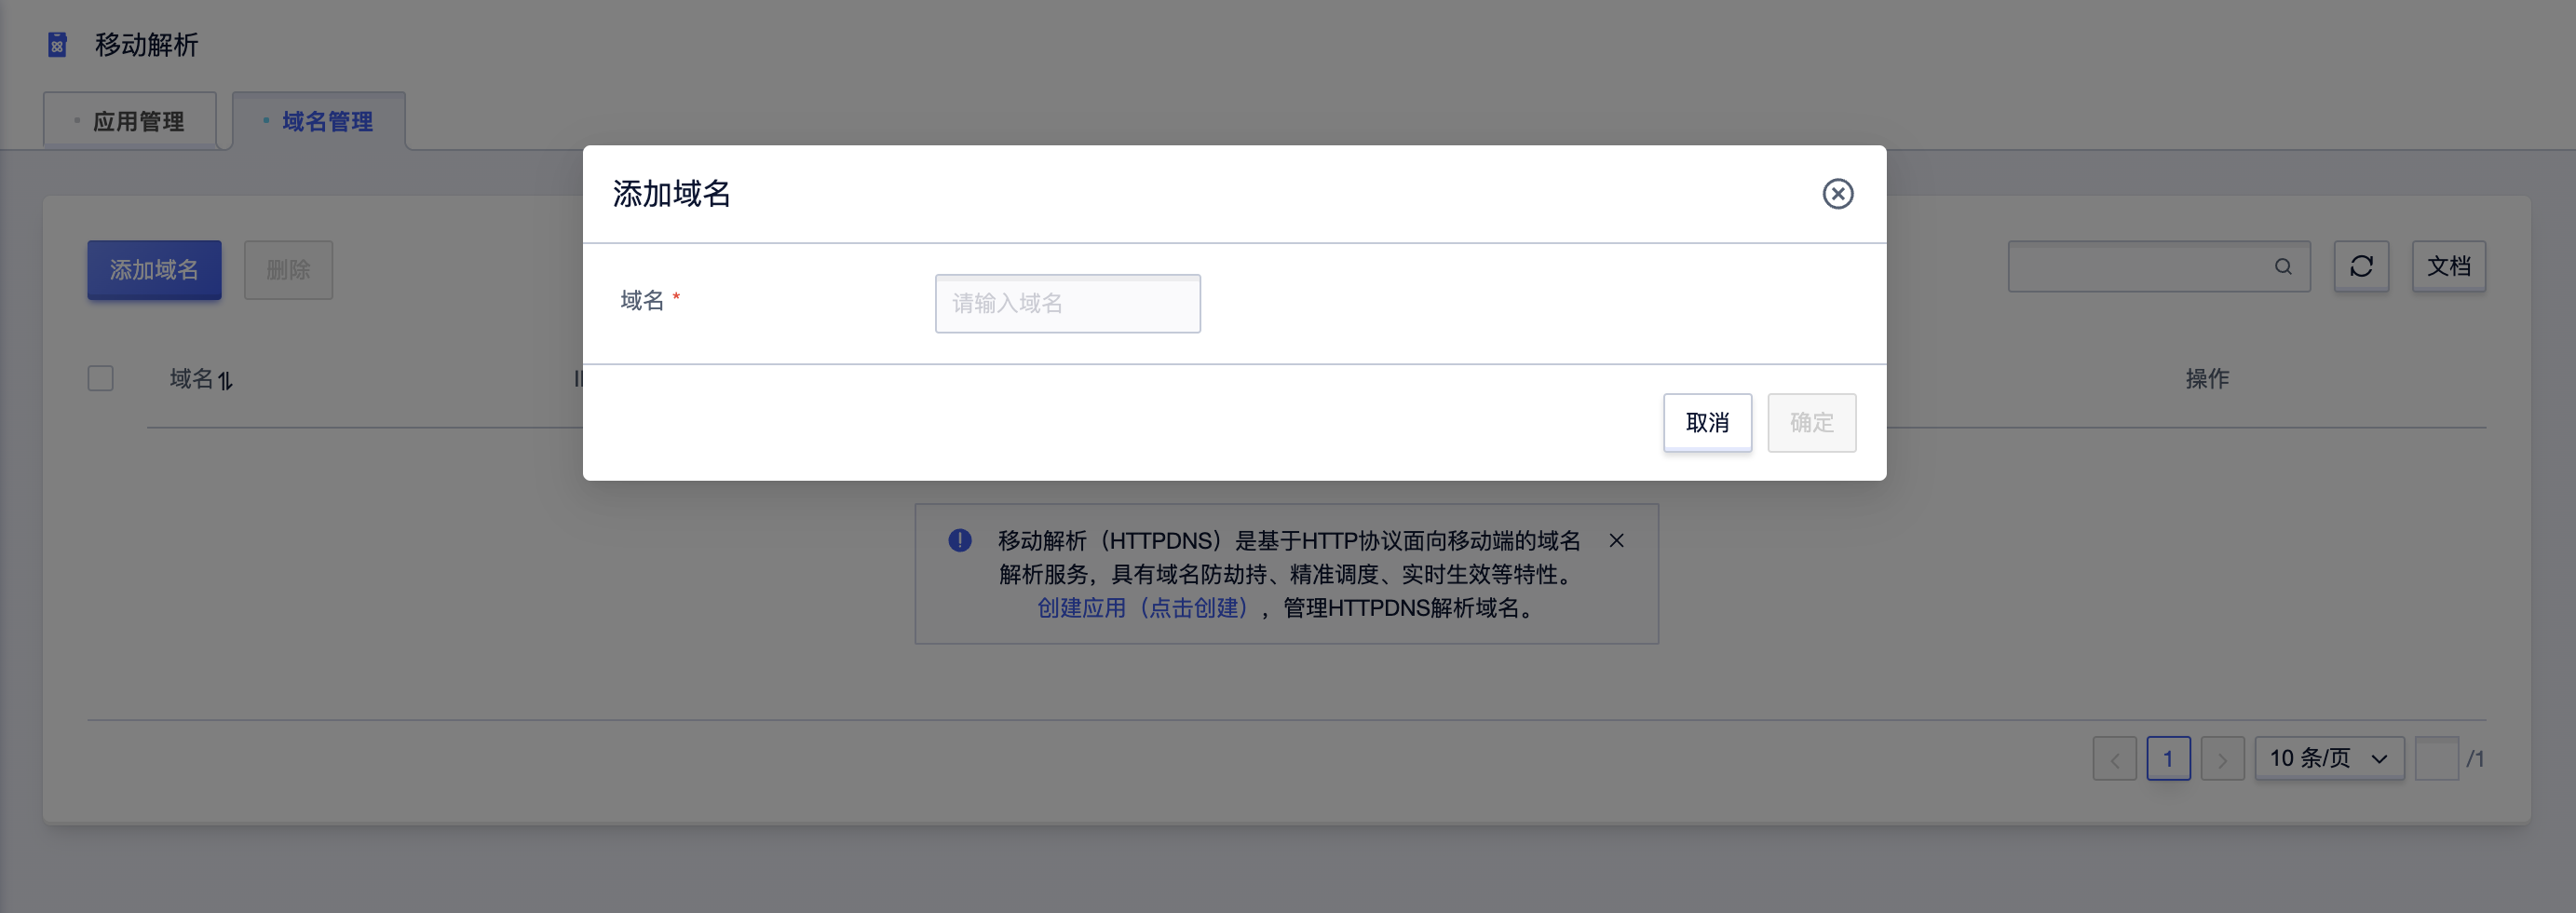 移动解析
应用管理
域名管理
添加域名
域名 *
请输入域名
取消
确定
添加域名
删除
文档
域名
操作
移动解析（HTTPDNS）是基于HTTP协议面向移动端的域名
解析服务，具有域名防劫持、精准调度、实时生效等特性。
创建应用（点击创建），管理HTTPDNS解析域名。
1
10 条/页
/1